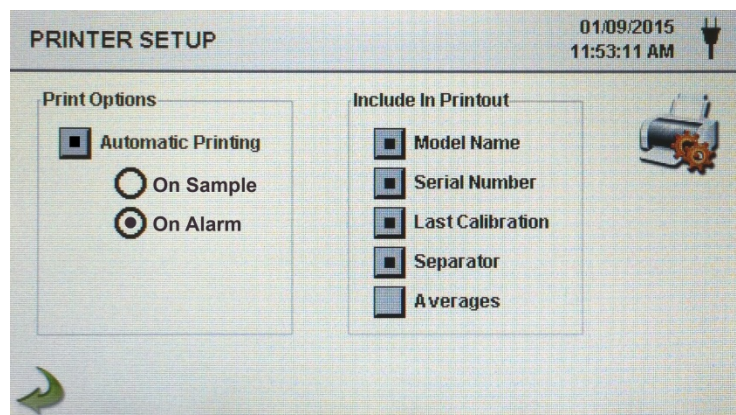 PRINTER SETUP
01/09/2015
11:53:11 AM
Print Options
Automatic Printing
On Sample
On Alarm
Include In Printout
Model Name
Serial Number
Last Calibration
Separator
Averages